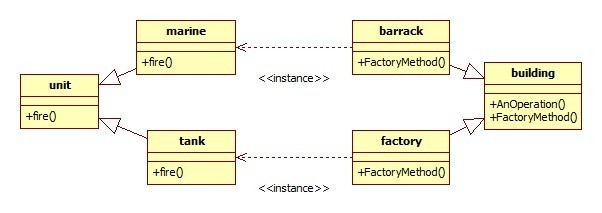 marine
+fire()
barrack
+FactoryMethod()
<<instance>>
unit
+fire()
building
+AnOperation()
+FactoryMethod()
tank
+fire()
factory
+FactoryMethod()
<<instance>>